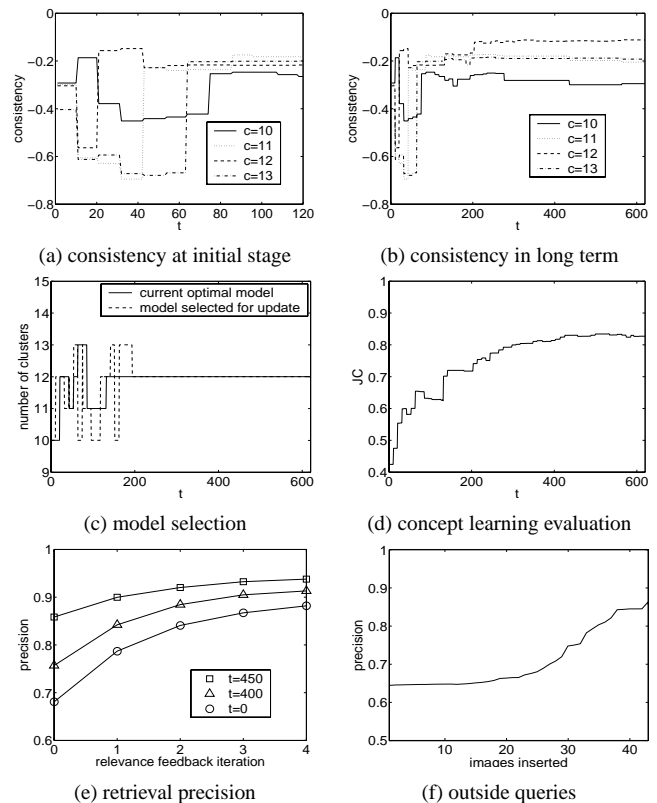 0
−0.2
−0.4
−0.6
−0.8
consistency
0 20 40 60 80 100 120
t
c=10
c=11
c=12
c=13
(a) consistency at initial stage
0
−0.2
−0.4
−0.6
−0.8
consistency
0 200 400 600
t
c=10
c=11
c=12
c=13
(b) consistency in long term
15
14
13
12
11
10
9
number of clusters
0 200 400 600
t
current optimal model
model selected for update
(c) model selection
1
0.9
0.8
0.7
0.6
0.5
0.4
JC
0 200 400 600
t
(d) concept learning evaluation
1
0.9
0.8
0.7
0.6
precision
0 1 2 3 4
relevance feedback iteration
t=450
t=400
t=0
(e) retrieval precision
1
0.9
0.8
0.7
0.6
0.5
precision
10 20 30 40
images inserted
(f) outside queries